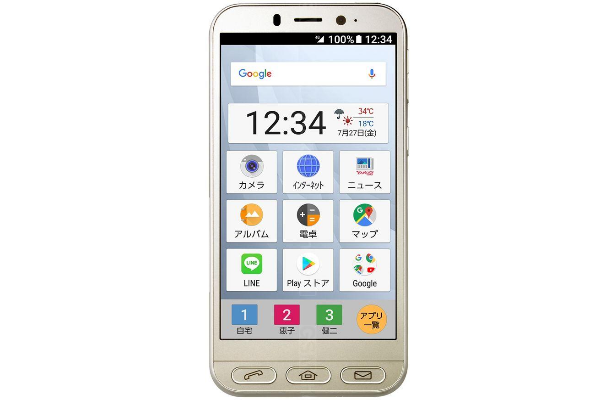 100% 12:34
Google
12:34
34℃
18℃
7月27日(金)
カメラ
インターネット
ニュース
アルバム
電卓
マップ
LINE
LINE
Play ストア
Google
1
2
3
自宅
アプリ
一覧